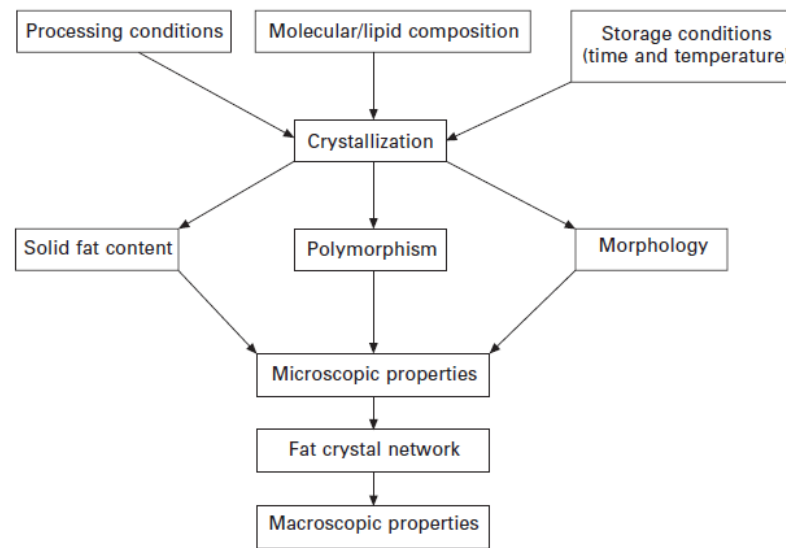 Processing conditions
Molecular/lipid composition
Storage conditions
(time and temperature)
Crystallization
Solid fat content
Polymorphism
Morphology
Microscopic properties
Fat crystal network
Macroscopic properties